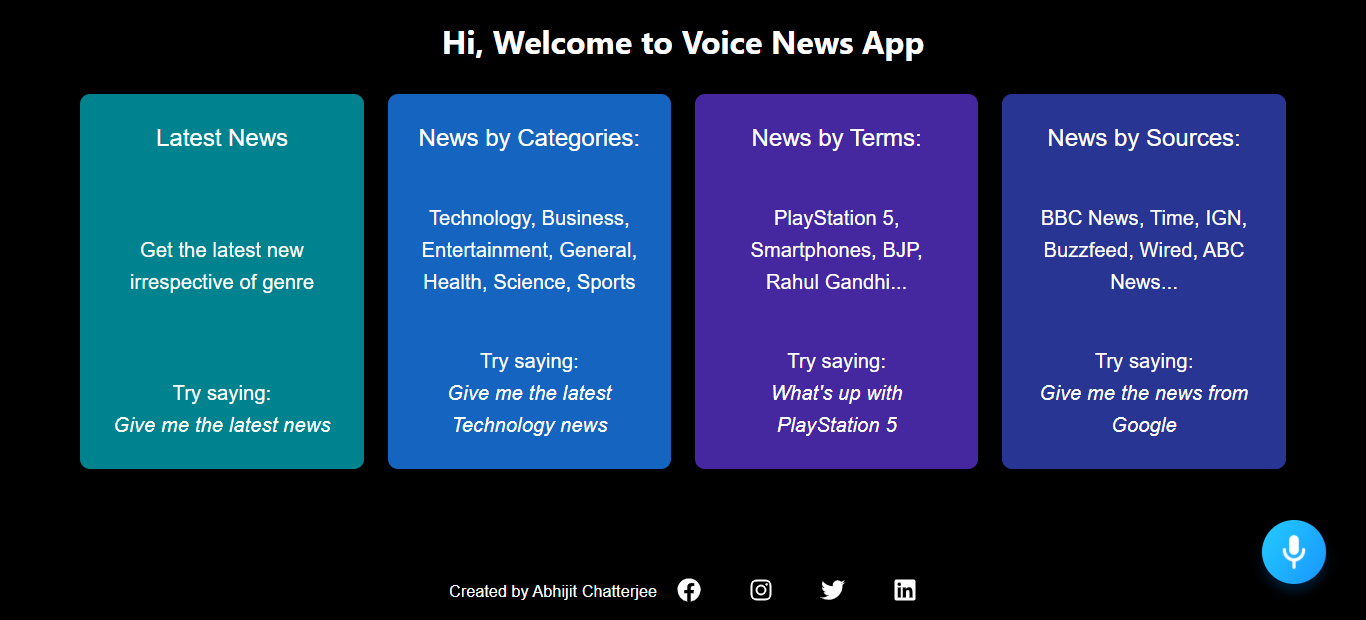 Hi, Welcome to Voice News App
Latest News
Get the latest new
irrespective of genre
Try saying:
Give me the latest news
News by Categories:
Technology, Business,
Entertainment, General,
Health, Science, Sports
Try saying:
Give me the latest
Technology news
News by Terms:
PlayStation 5,
Smartphones, BJP,
Rahul Gandhi...
Try saying:
What's up with
PlayStation 5
News by Sources:
BBC News, Time, IGN,
Buzzfeed, Wired, ABC
News...
Try saying:
Give me the news from
Google
Created by Abhijit Chatterjee